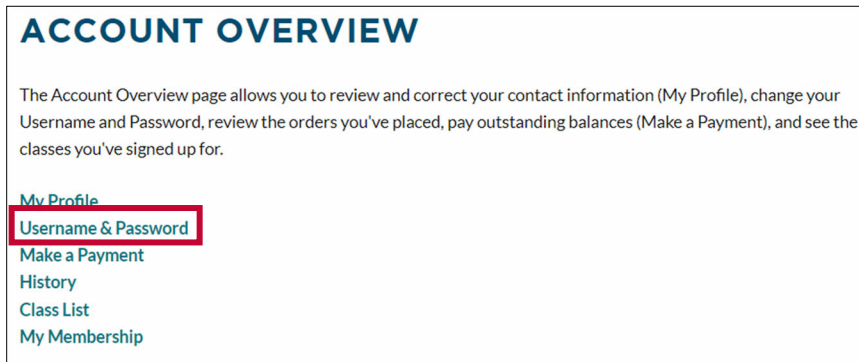 ACCOUNT OVERVIEW
The Account Overview page allows you to review and correct your contact information (My Profile), change your
Username and Password, review the orders you've placed, pay outstanding balances (Make a Payment), and see the
classes you've signed up for.
My Profile
Username & Password
Make a Payment
History
Class List
My Membership